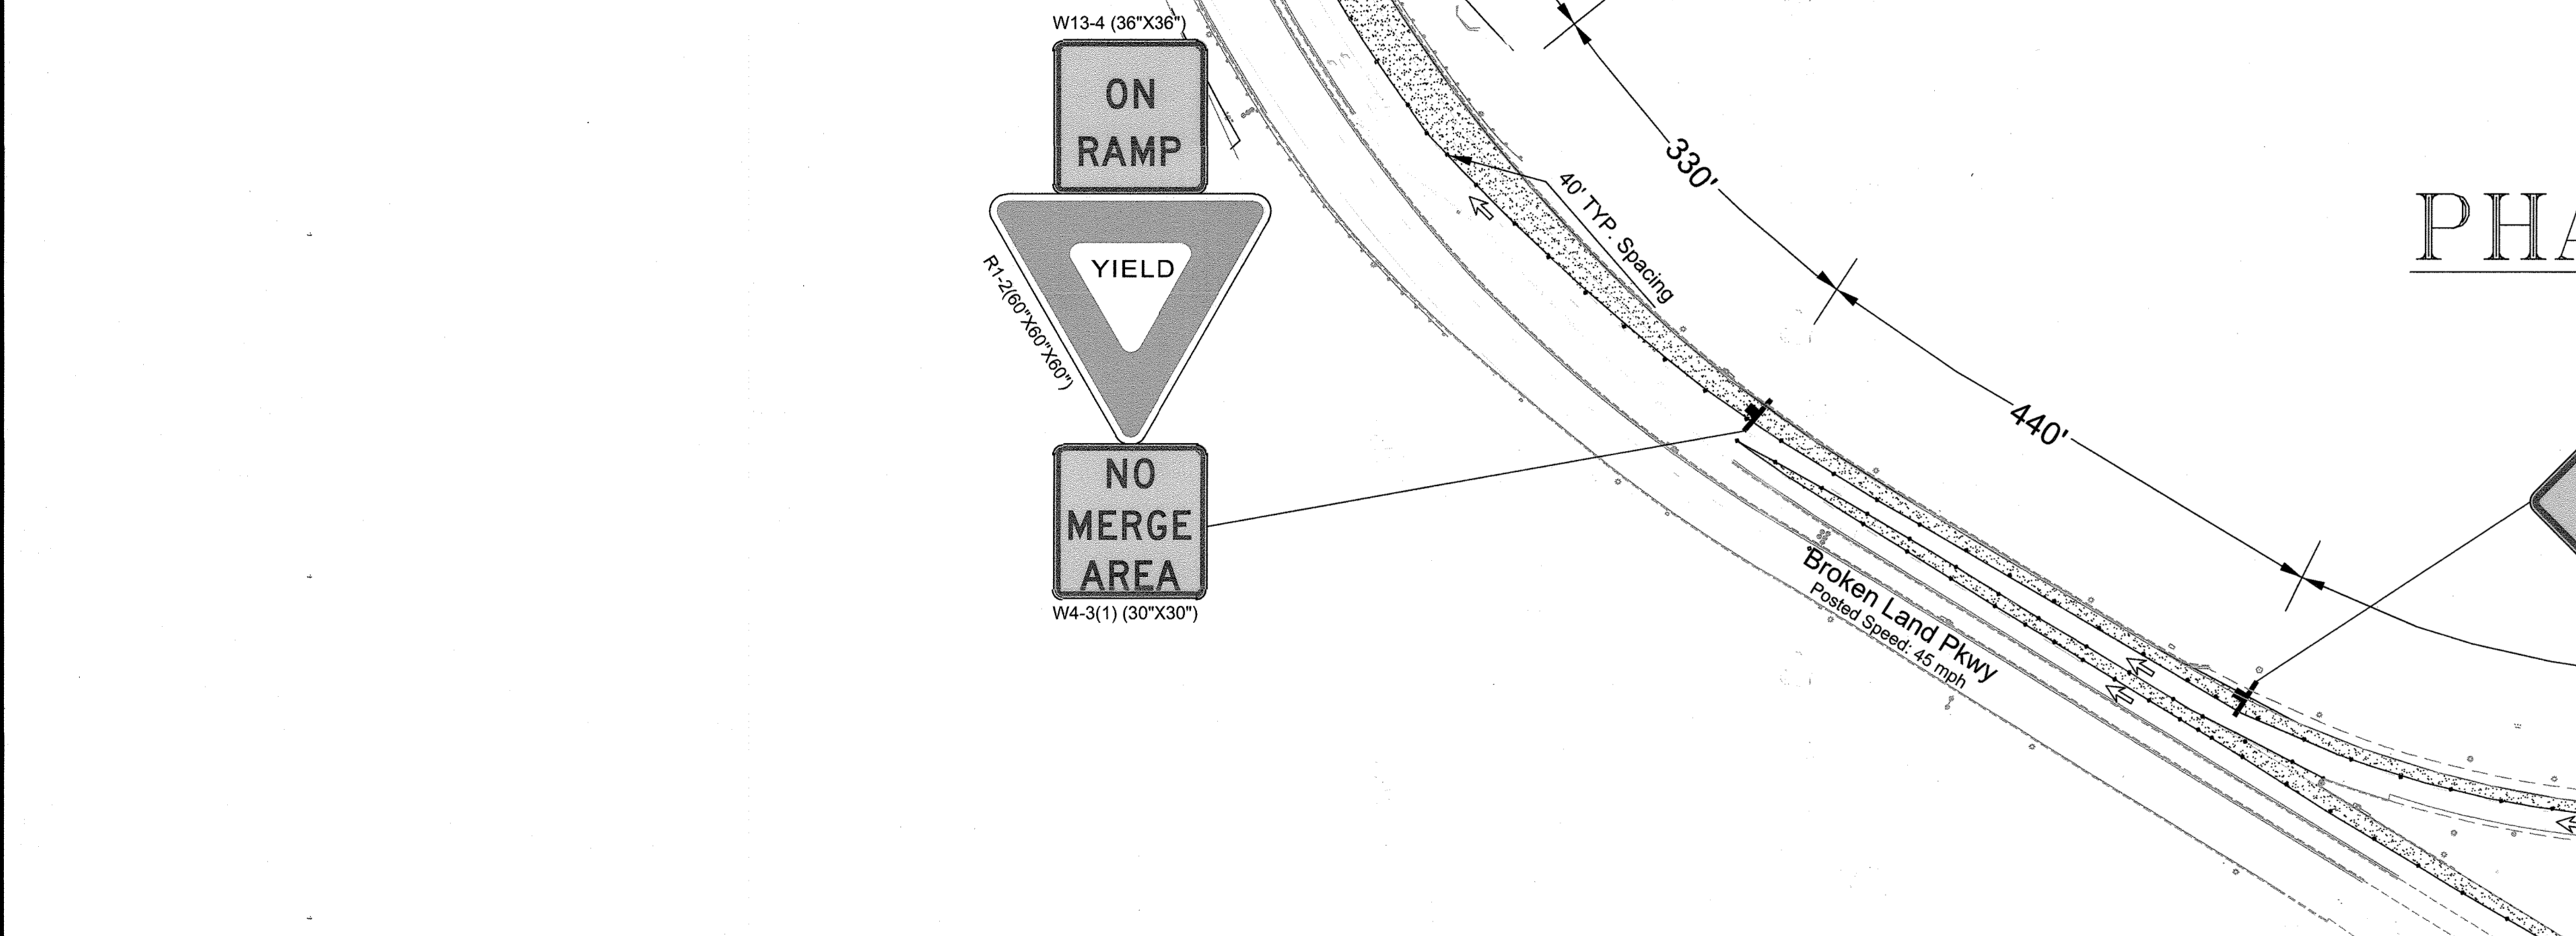 W13-4 (36"X36")
ON
RAMP
YIELD
R1-2(60"X60"X60")
NO
MERGE
AREA
W4-3(1) (30"X30")
330'
40' TYP. Spacing
440'
Broken Land Pkwy
Posted Speed: 45 mph
PHA